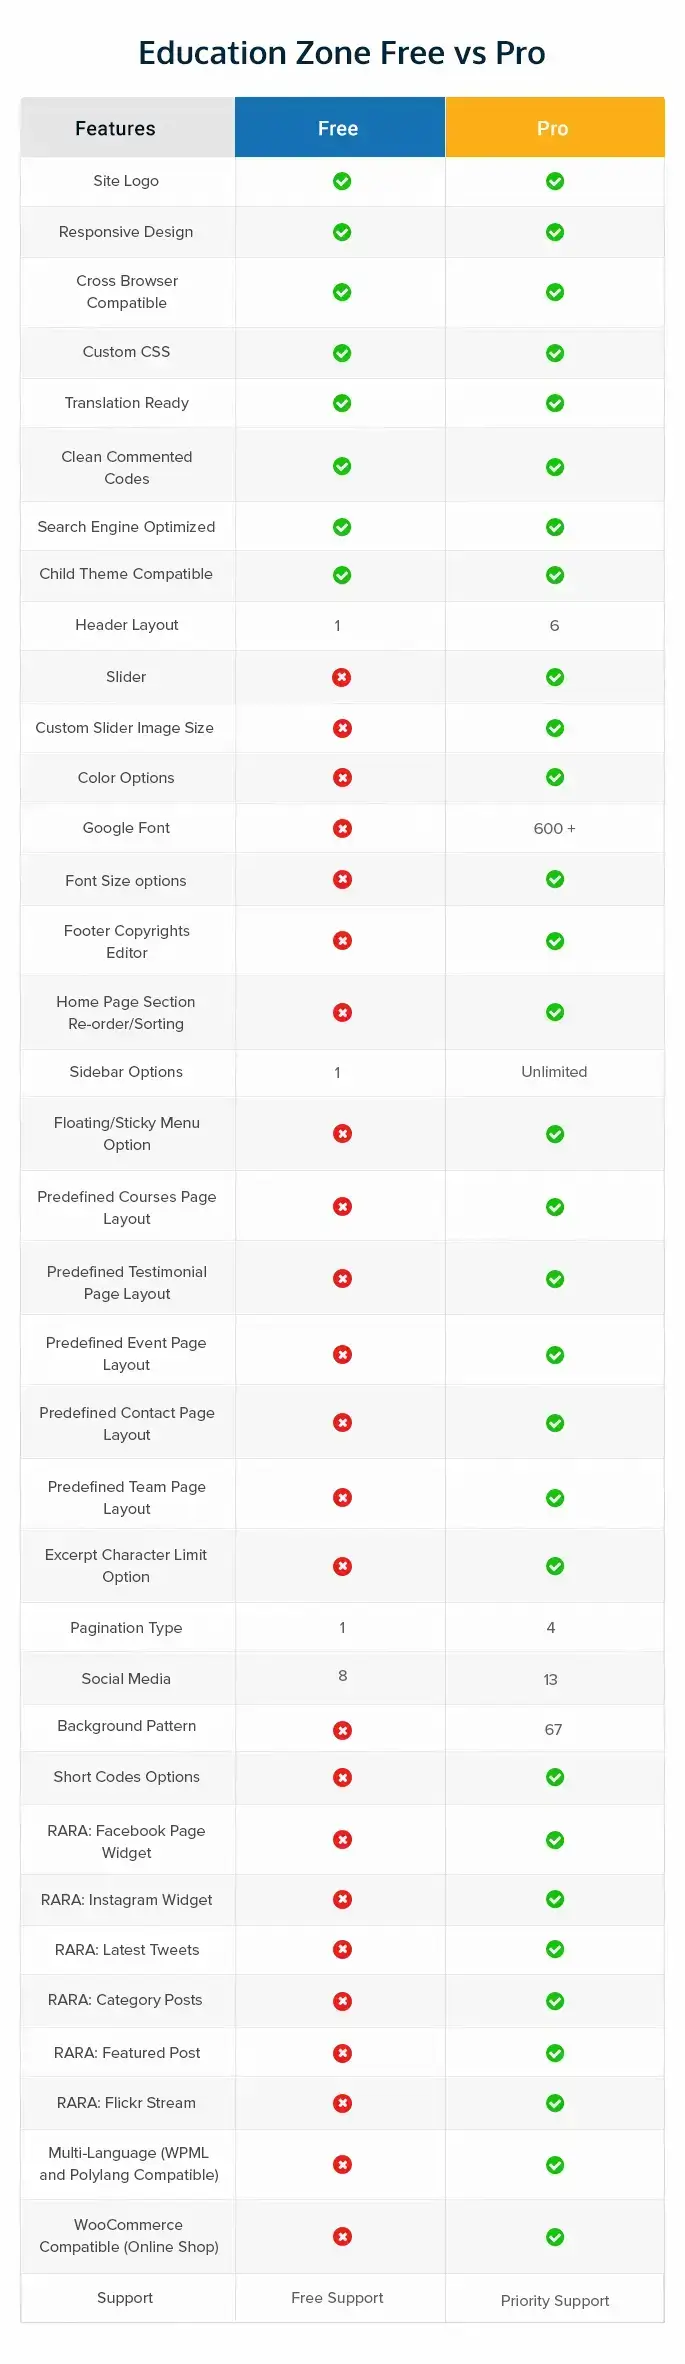 Education Zone Free vs Pro
Features Free Pro
Site Logo
Responsive Design
Cross Browser
Compatible
Custom CSS
Translation Ready
Clean Commented
Codes
Search Engine Optimized
Child Theme Compatible
Header Layout 1 6
Slider
Custom Slider Image Size
Color Options
Google Font 600 +
Font Size options
Footer Copyrights
Editor
Home Page Section
Re-order/Sorting
Sidebar Options 1 Unlimited
Floating/Sticky Menu
Option
Predefined Courses Page
Layout
Predefined Testimonial
Page Layout
Predefined Event Page
Layout
Predefined Contact Page
Layout
Predefined Team Page
Layout
Excerpt Character Limit
Option
Pagination Type 1 4
Social Media 8 13
Background Pattern 67
Short Codes Options
RARA: Facebook Page
Widget
RARA: Instagram Widget
RARA: Latest Tweets
RARA: Category Posts
RARA: Featured Post
RARA: Flickr Stream
Multi-Language (WPML
and Polylang Compatible)
WooCommerce
Compatible (Online Shop)
Support Free Support Priority Support